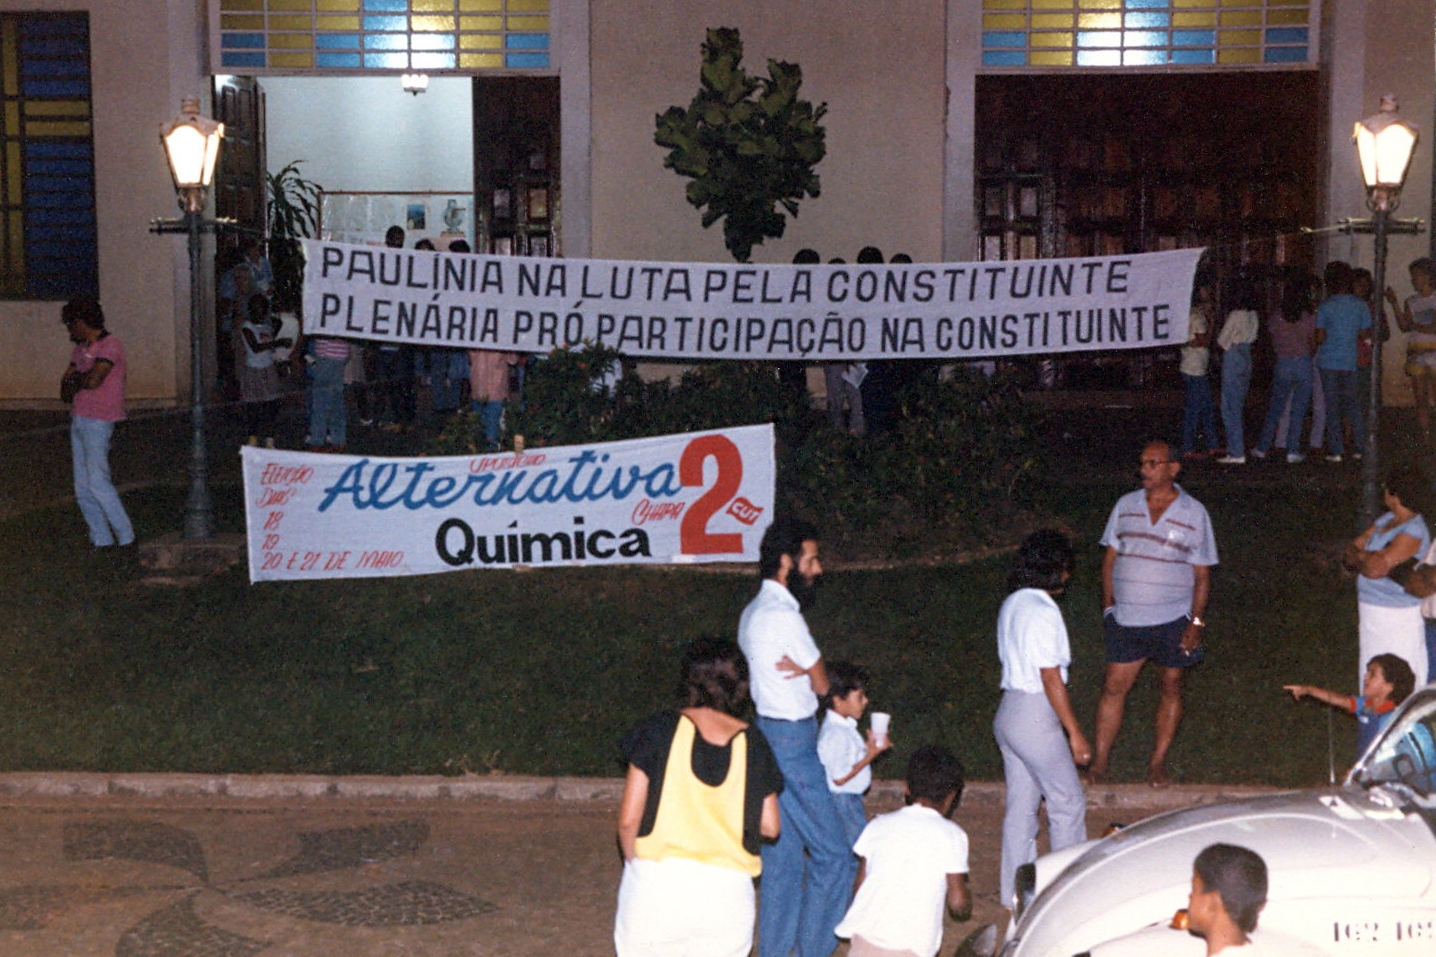 PAULÍNIA NA LUTA PELA CONSTITUINTE
PLENÁRIA PRÓ PARTICIPAÇÃO NA CONSTITUINTE
ELEIÇÃO
DIAS
18
19
20 E 21 DE MAIO
OPOSIÇÃO
Alternativa
Química
CHAPA
2
CUT